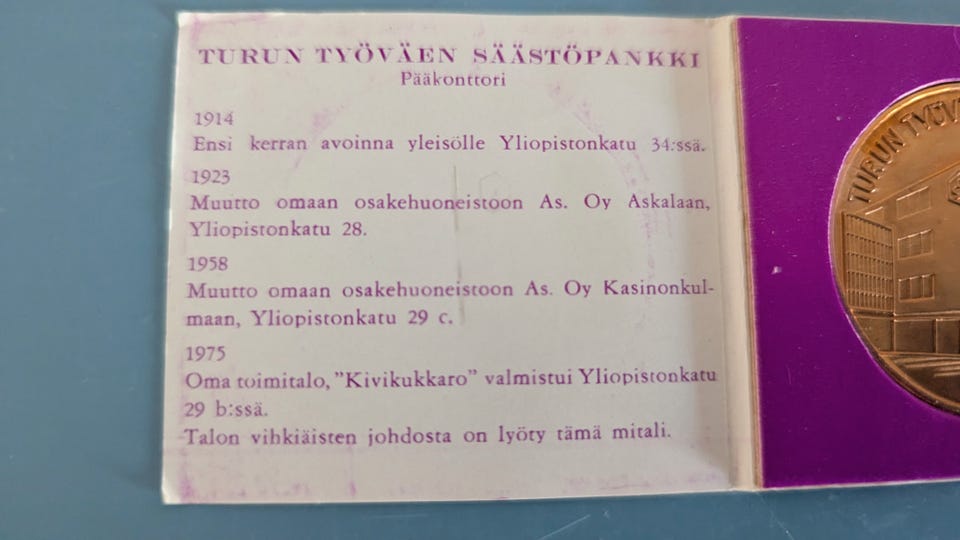 TURUN TYÖVÄEN SÄÄSTÖPANKKI
Pääkonttori
1914
Ensi kerran avoinna yleisölle Yliopistonkatu 34:ssä.
1923
Muutto omaan osakehuoneistoon As. Oy Askalaan,
Yliopistonkatu 28.
1958
Muutto omaan osakehuoneistoon As. Oy Kasinonkul-
maan, Yliopistonkatu 29 c.
1975
Oma toimitalo, "Kivikukkaro" valmistui Yliopistonkatu
29 b:ssä.
Talon vihkiäisten johdosta on lyöty tämä mitali.
TURUN TYÖV